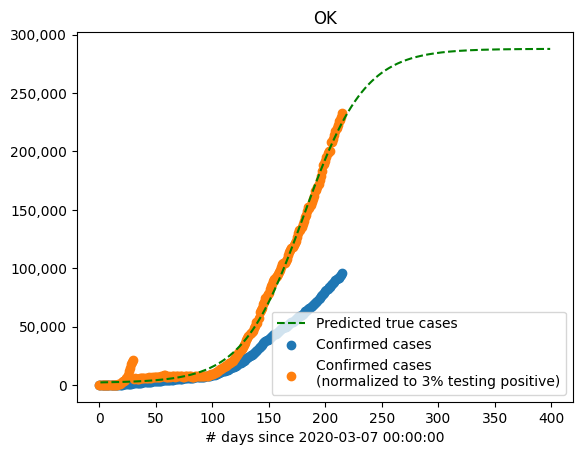 OK
300,000
250,000
200,000
150,000
100,000
50,000
0
Predicted true cases
Confirmed cases
Confirmed cases
(normalized to 3% testing positive)
0 50 100 150 200 250 300 350 400
# days since 2020-03-07 00:00:00